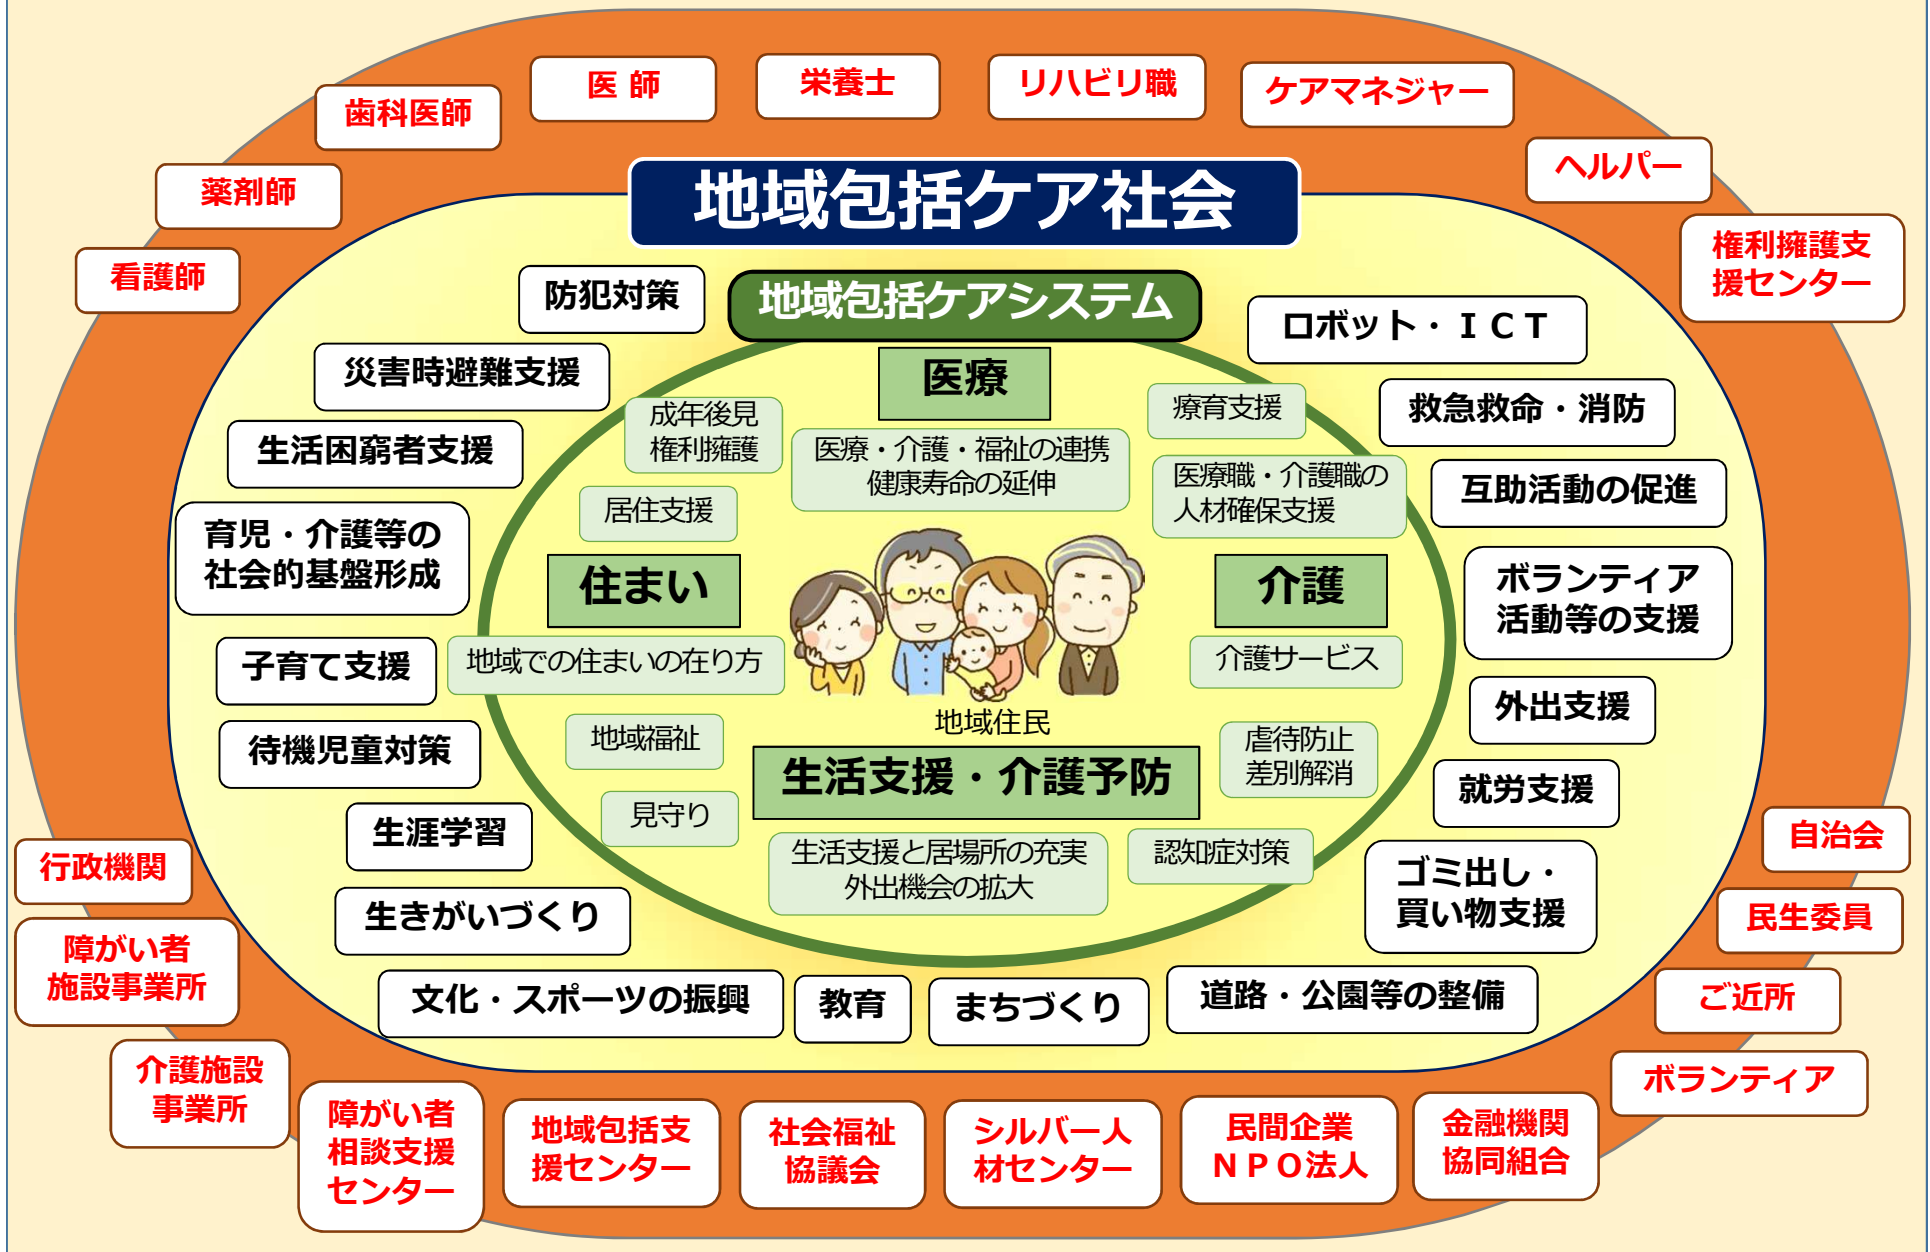 医 師
栄養士
リハビリ職
ケアマネジャー
歯科医師
ヘルパー
薬剤師
権利擁護支
援センター
看護師
地域包括ケア社会
防犯対策
地域包括ケアシステム
ロボット・ＩＣＴ
災害時避難支援
医療
救急救命・消防
成年後見
権利擁護
療育支援
生活困窮者支援
医療・介護・福祉の連携
健康寿命の延伸
医療職・介護職の
人材確保支援
互助活動の促進
居住支援
育児・介護等の
社会的基盤形成
住まい
介護
ボランティア
活動等の支援
子育て支援
地域での住まいの在り方
介護サービス
外出支援
地域住民
待機児童対策
地域福祉
虐待防止
差別解消
生活支援・介護予防
就労支援
生涯学習
見守り
生活支援と居場所の充実
外出機会の拡大
認知症対策
自治会
行政機関
ゴミ出し・
買い物支援
生きがいづくり
民生委員
障がい者
施設事業所
文化・スポーツの振興
教育
まちづくり
道路・公園等の整備
ご近所
介護施設
事業所
ボランティア
障がい者
相談支援
センター
地域包括支
援センター
社会福祉
協議会
シルバー人
材センター
民間企業
ＮＰＯ法人
金融機関
協同組合